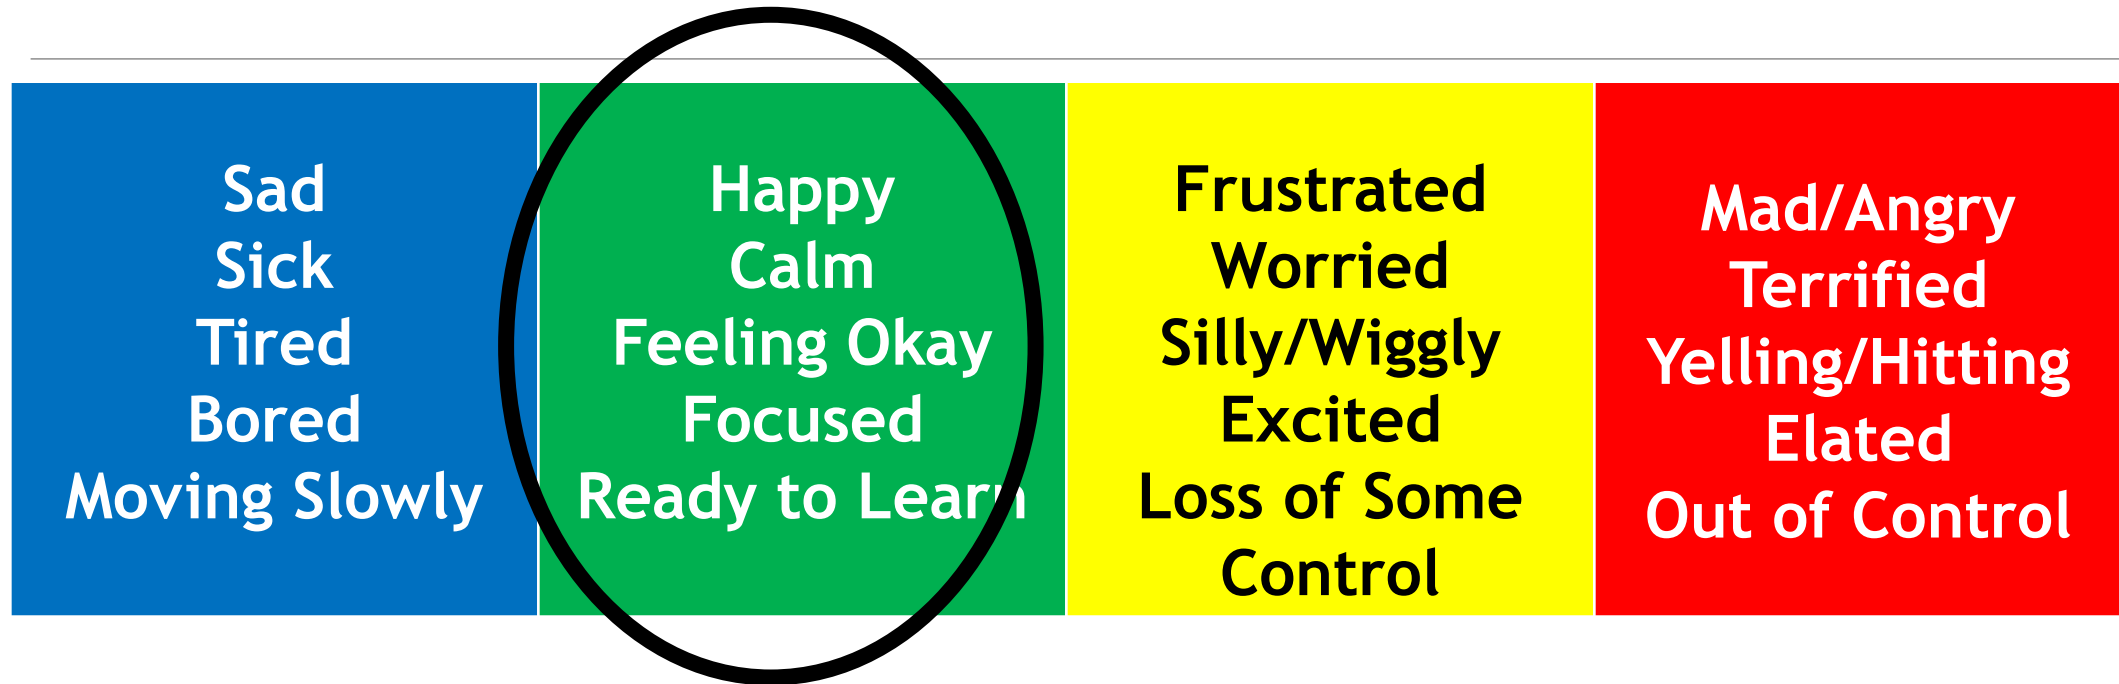 Sad
Sick
Tired
Bored
Moving Slowly
Happy
Calm
Feeling Okay
Focused
Ready to Learn
Frustrated
Worried
Silly/Wiggly
Excited
Loss of Some
Control
Mad/Angry
Terrified
Yelling/Hitting
Elated
Out of Control